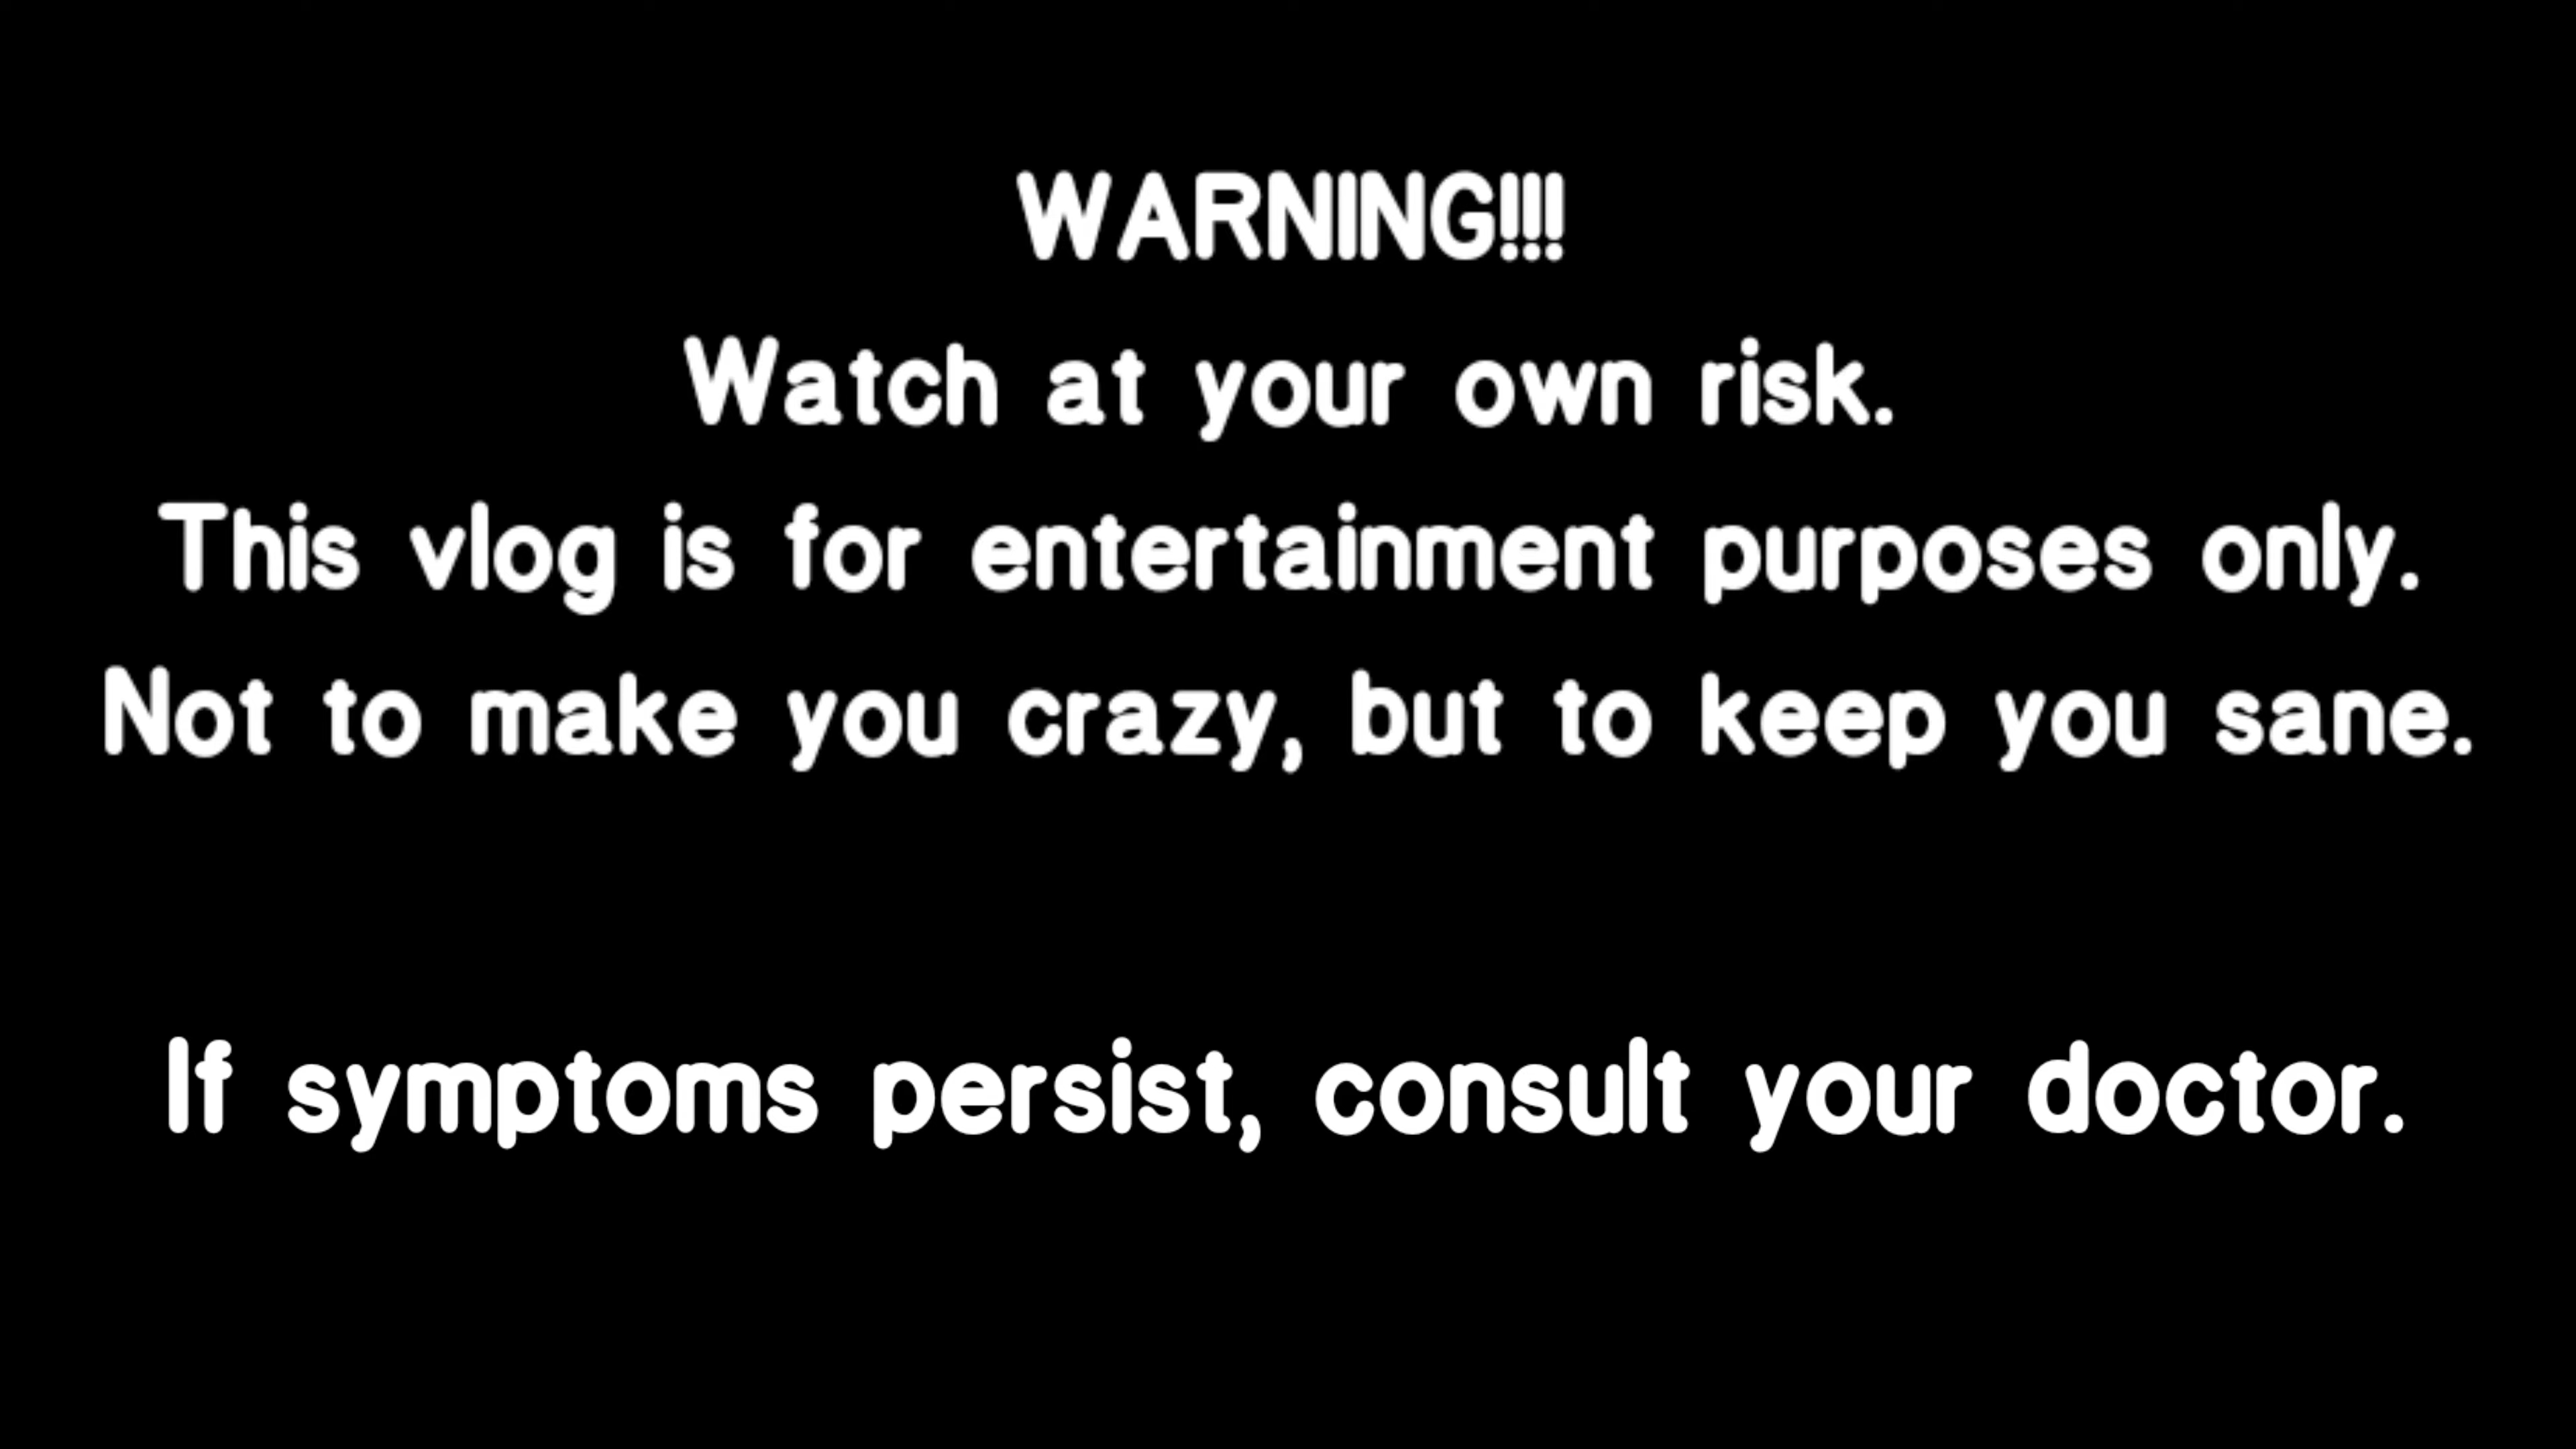 WARNING!!!
Watch at your own risk.
This vlog is for entertainment purposes only.
Not to make you crazy, but to keep you sane.
If symptoms persist, consult your doctor.